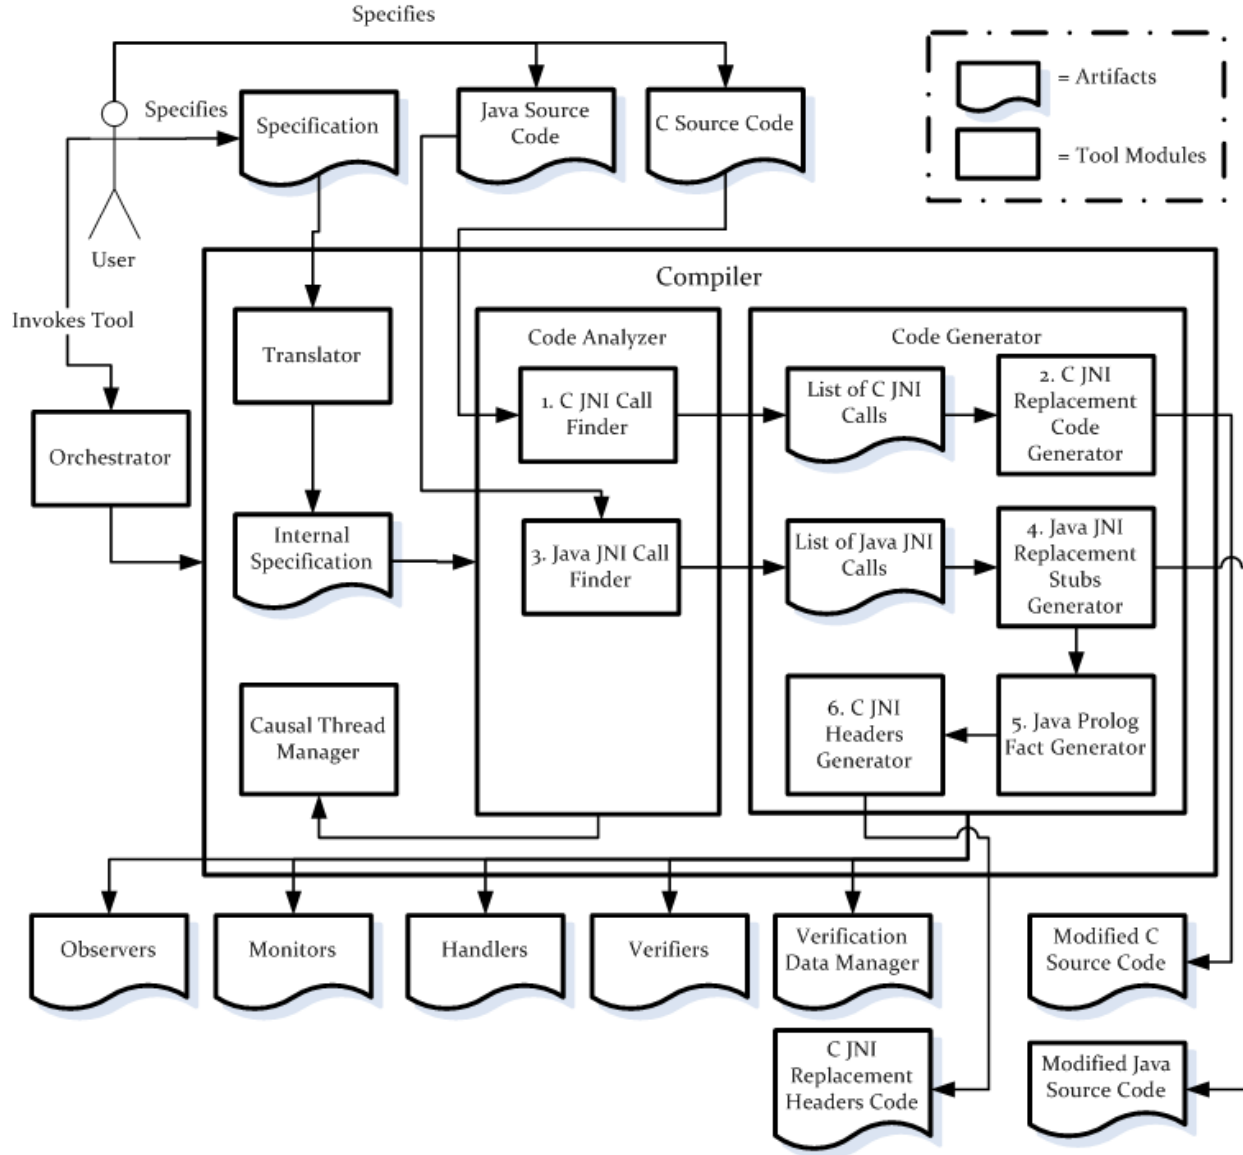 Specifies
= Artifacts
= Tool Modules
Specifies
Specification
Java Source
Code
C Source Code
User
Invokes Tool
Orchestrator
Compiler
Translator
Internal
Specification
Causal Thread
Manager
Code Analyzer
1. C JNI Call
Finder
3. Java JNI Call
Finder
Code Generator
List of C JNI
Calls
2. C JNI
Replacement
Code
Generator
List of Java JNI
Calls
4. Java JNI
Replacement
Stubs
Generator
6. C JNI
Headers
Generator
5. Java Prolog
Fact Generator
Observers
Monitors
Handlers
Verifiers
Verification
Data Manager
Modified C
Source Code
C JNI
Replacement
Headers Code
Modified Java
Source Code